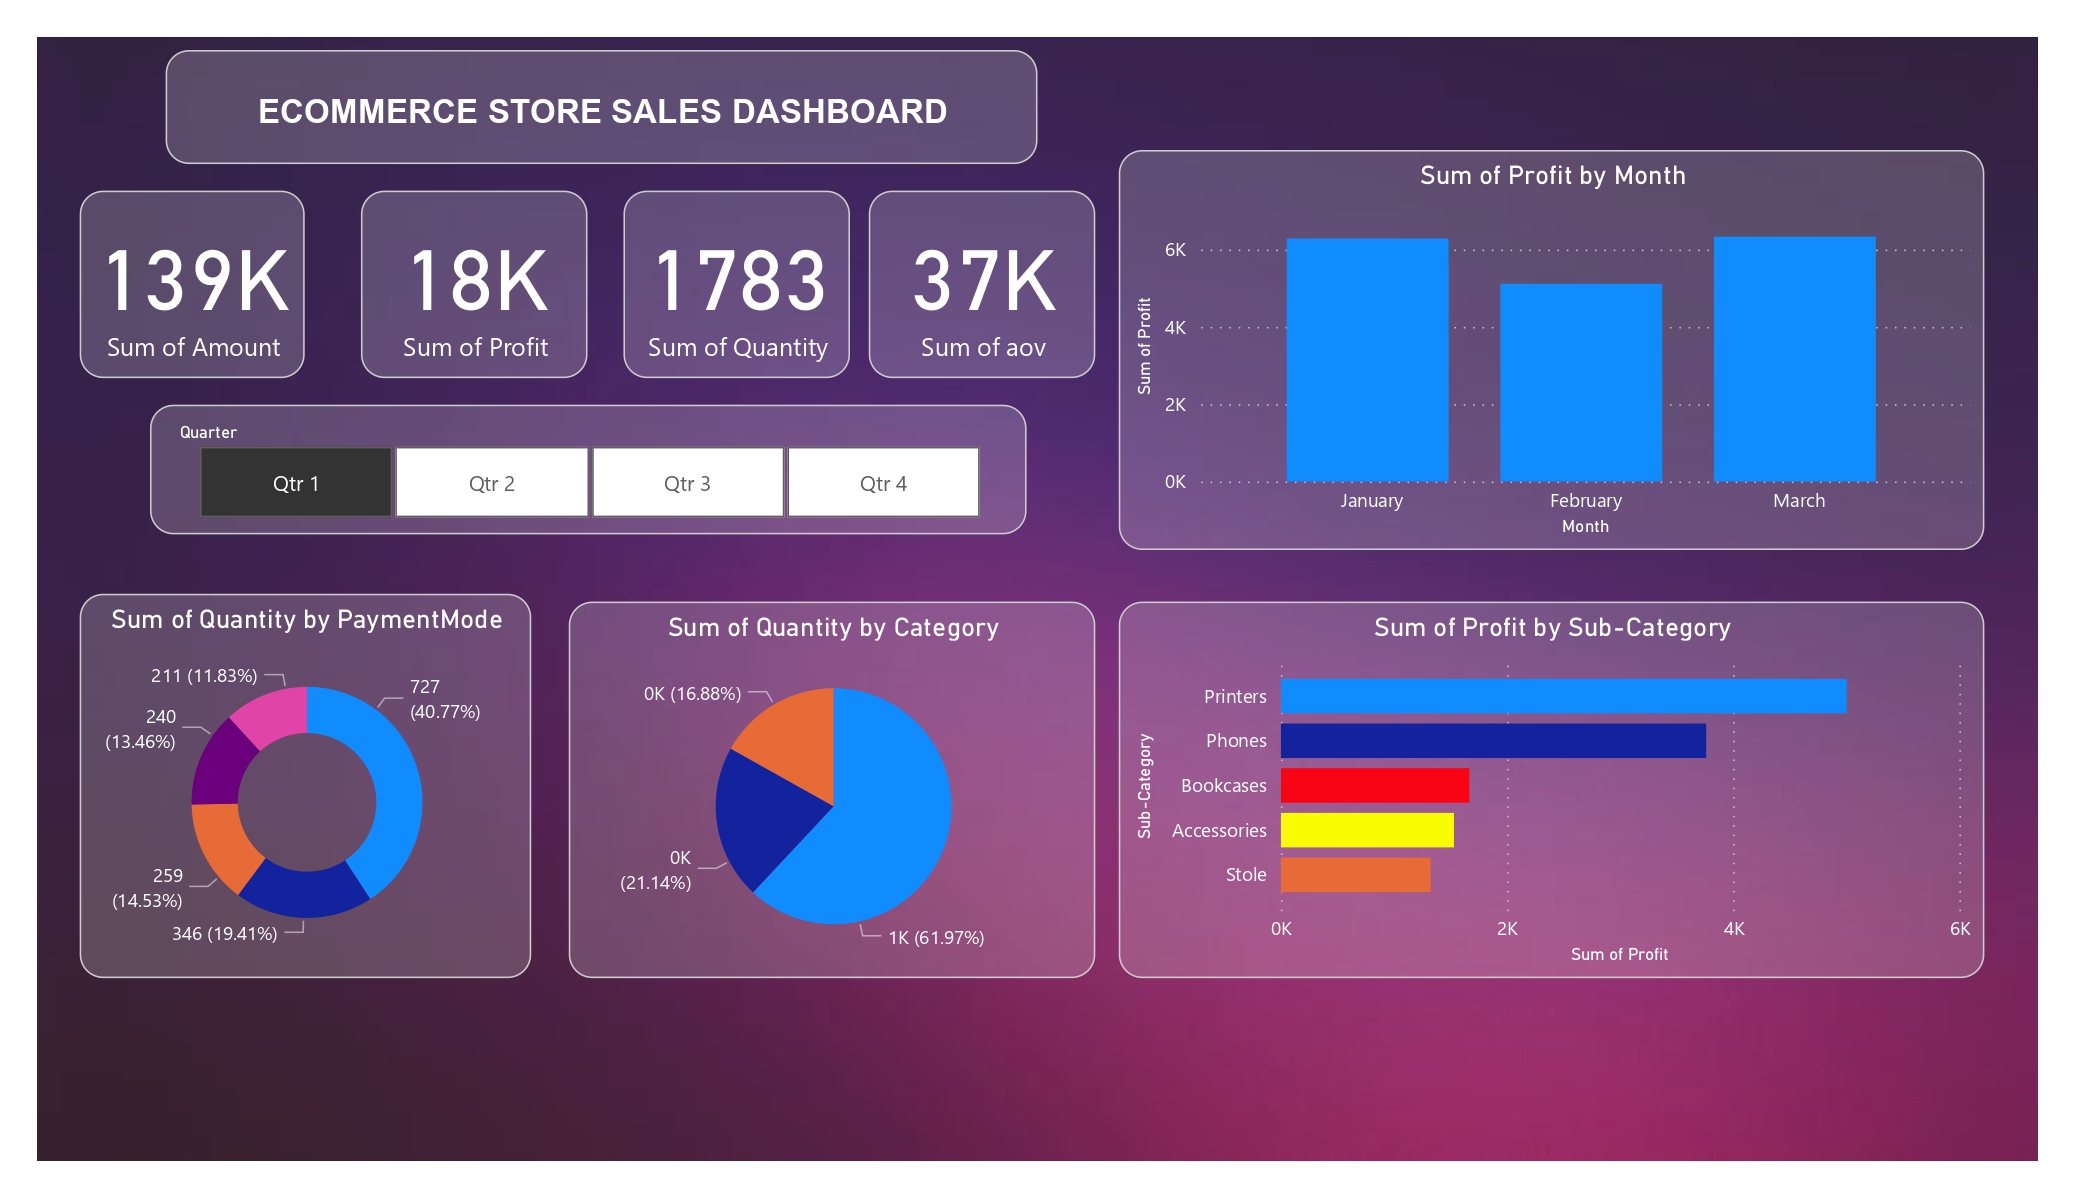 ECOMMERCE STORE SALES DASHBOARD
139K
Sum of Amount
18K
Sum of Profit
1783
Sum of Quantity
37K
Sum of aov
Quarter
Qtr 1
Qtr 2
Qtr 3
Qtr 4
Sum of Profit by Month
Sum of Profit
6K
4K
2K
0K
January
February
March
Month
Sum of Quantity by PaymentMode
211 (11.83%)
727
(40.77%)
240
(13.46%)
259
(14.53%)
346 (19.41%)
Sum of Quantity by Category
0K (16.88%)
0K
(21.14%)
1K (61.97%)
Sum of Profit by Sub-Category
Sub-Category
Printers
Phones
Bookcases
Accessories
Stole
0K
2K
4K
6K
Sum of Profit